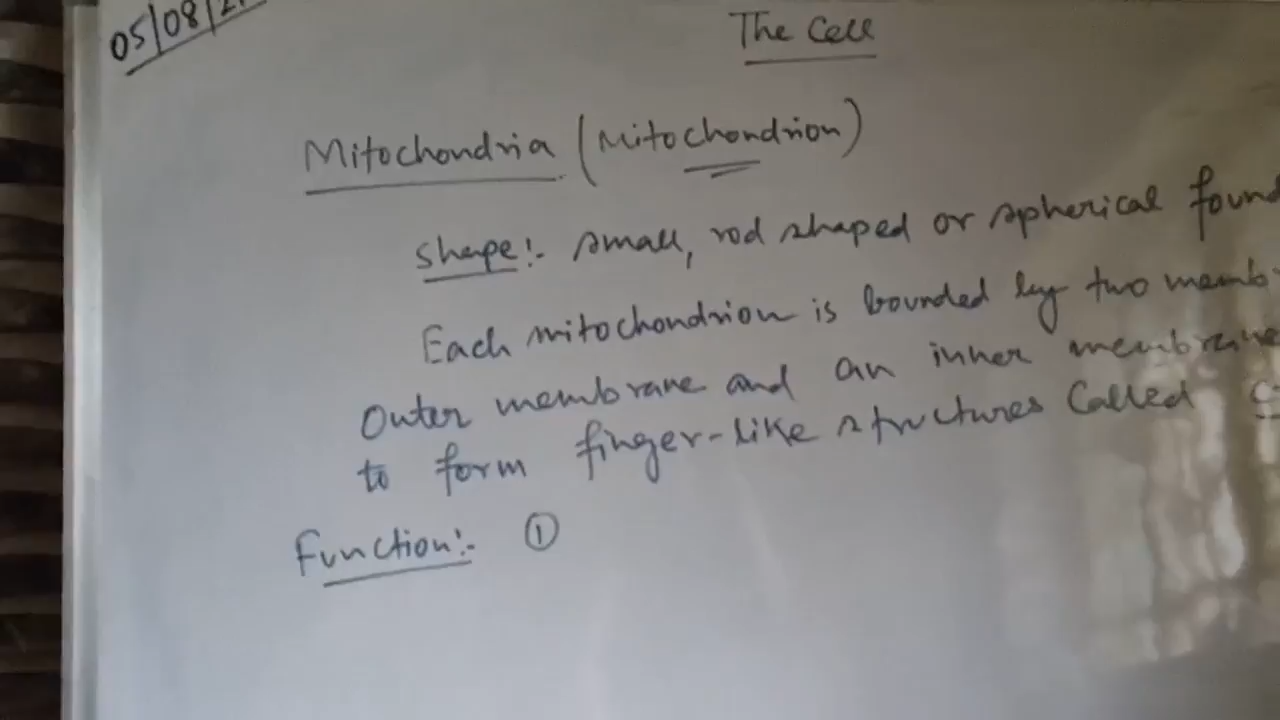 05/08/2
The Cell
Mitochondria (Mitochondrion)
Shape:- small, rod shaped or spherical found
Each mitochondrion is bounded by two memb
Outer membrane and an inner membrane
to form finger-like structures called
Function:- ①